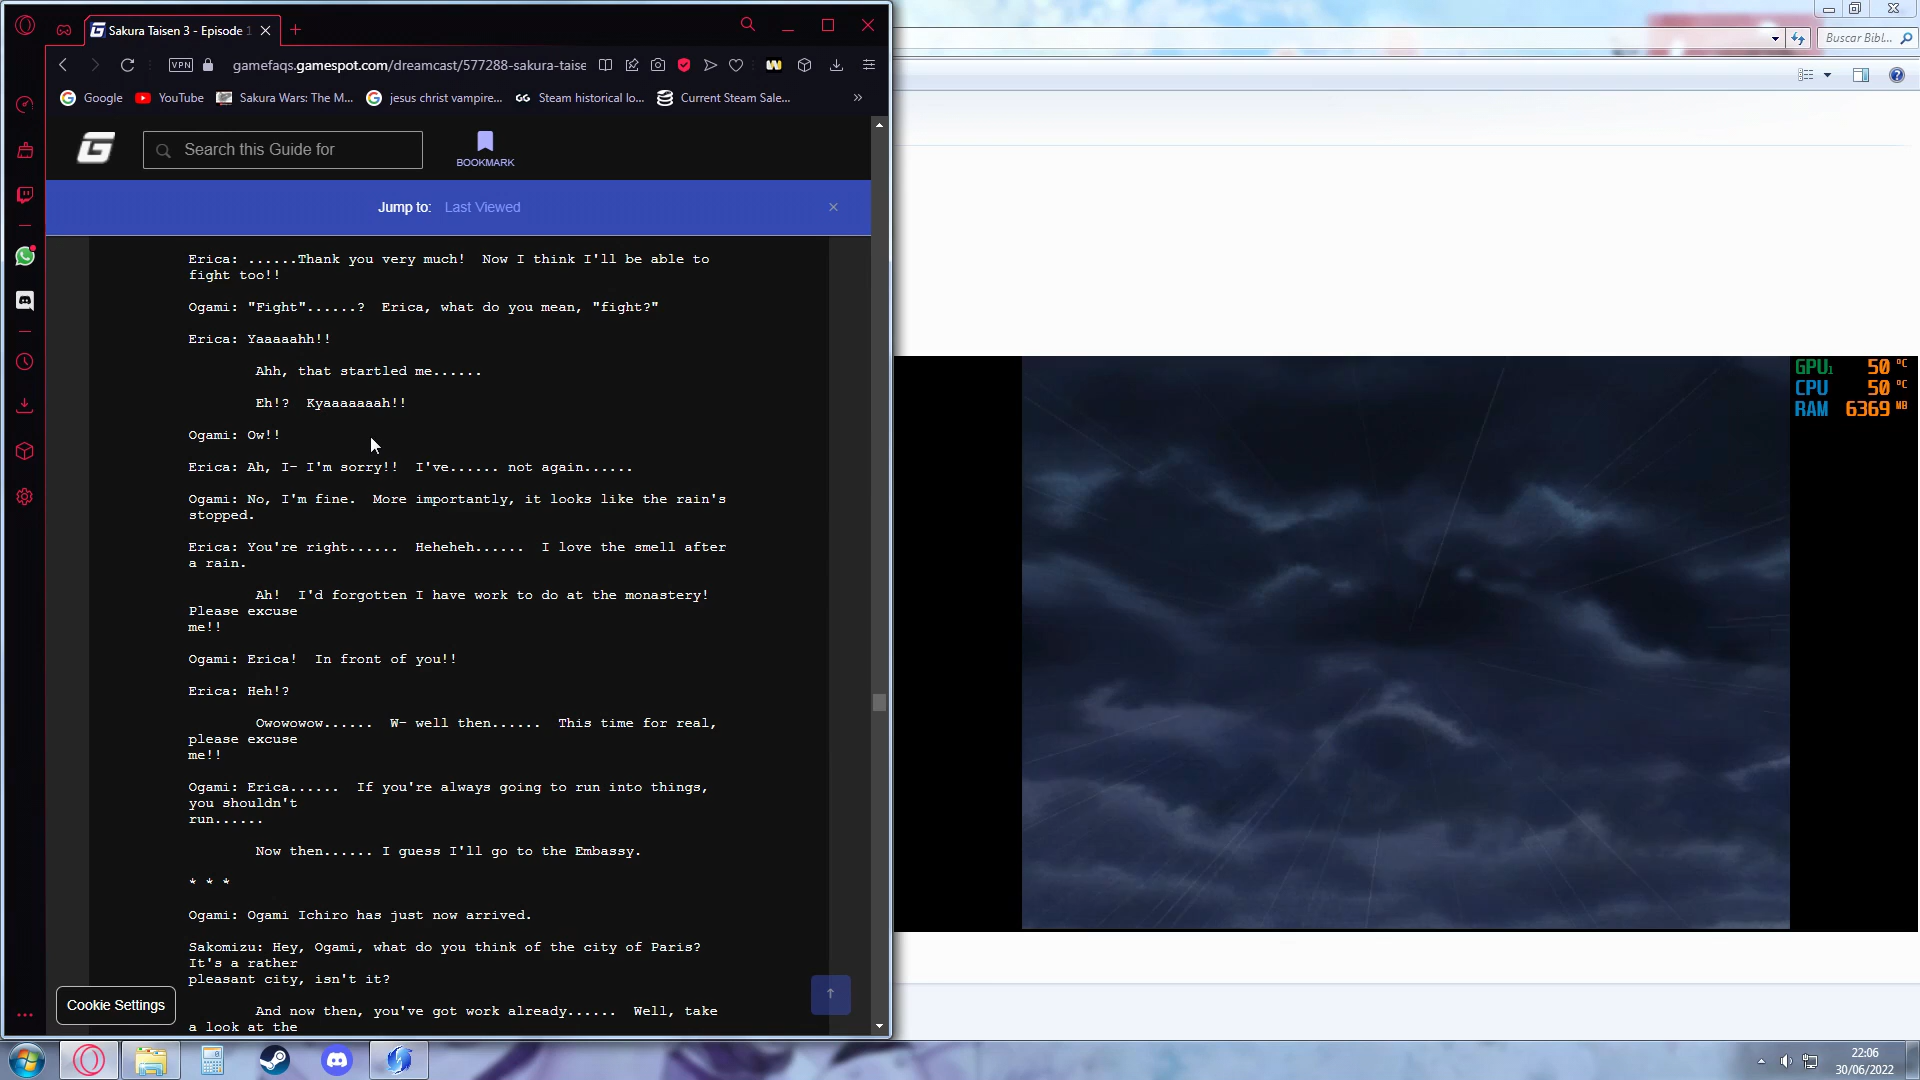 Sakura Taisen 3 - Episode 1
VPN
gamefaqs.gamespot.com/dreamcast/577288-sakura-taise
Google
YouTube
Sakura Wars: The M...
jesus christ vampire...
GG
Steam historical lo...
Current Steam Sale...
Search this Guide for
BOOKMARK
Jump to: Last Viewed
Erica: ......Thank you very much!  Now I think I'll be able to
fight too!!
Ogami: "Fight"......?  Erica, what do you mean, "fight?"
Erica: Yaaaaahh!!
Ahh, that startled me......
Eh!?  Kyaaaaaaah!!
Ogami: Ow!!
Erica: Ah, I- I'm sorry!!  I've...... not again......
Ogami: No, I'm fine.  More importantly, it looks like the rain's
stopped.
Erica: You're right......  Heheheh......  I love the smell after
a rain.
Ah!  I'd forgotten I have work to do at the monastery!
Please excuse
me!!
Ogami: Erica!  In front of you!!
Erica: Heh!?
Owowowow......  W- well then......  This time for real,
please excuse
me!!
Ogami: Erica......  If you're always going to run into things,
you shouldn't
run......
Now then...... I guess I'll go to the Embassy.
* * *
Ogami: Ogami Ichiro has just now arrived.
Sakomizu: Hey, Ogami, what do you think of the city of Paris?
It's a rather
pleasant city, isn't it?
And now then, you've got work already......  Well, take
a look at the
Cookie Settings
Buscar Bibl...
GPU1 50 °C
CPU 50 °C
RAM 6369 MB
22:06
30/06/2022